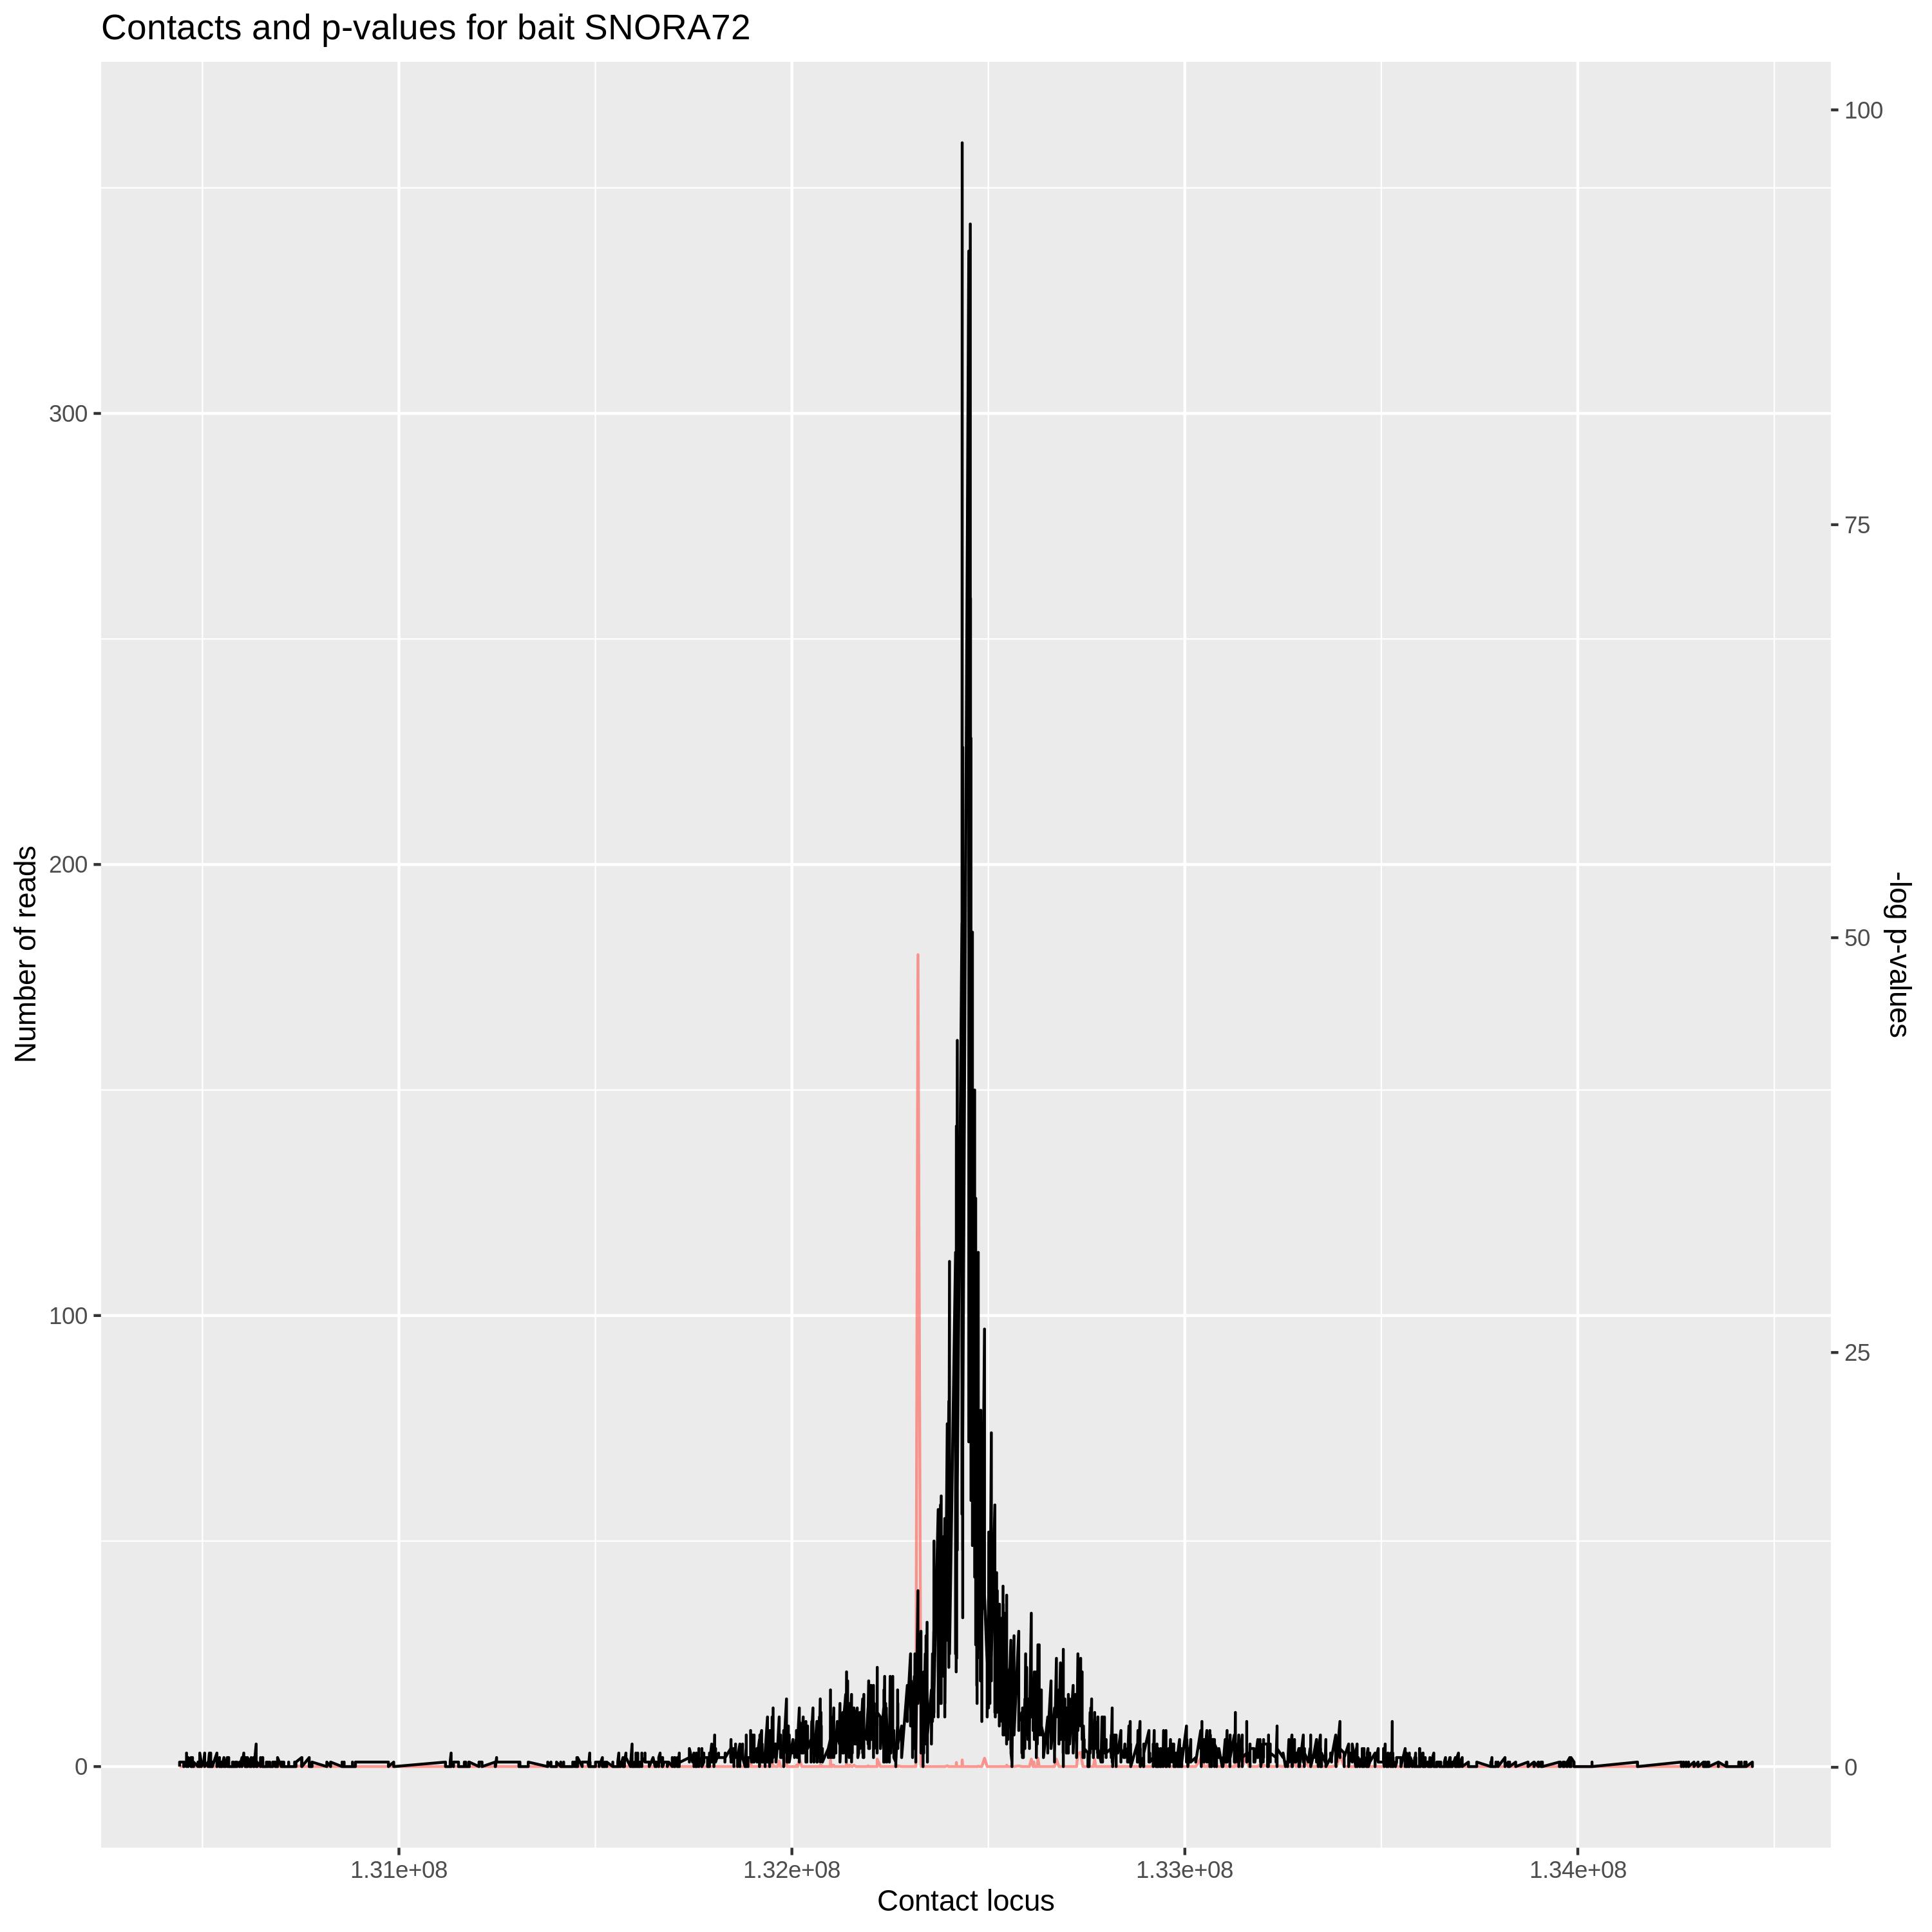 Contacts and p-values for bait SNORA72
100
75
50
25
0
300
200
100
0
Number of reads
-log p-values
1.31e+08
1.32e+08
1.33e+08
1.34e+08
Contact locus